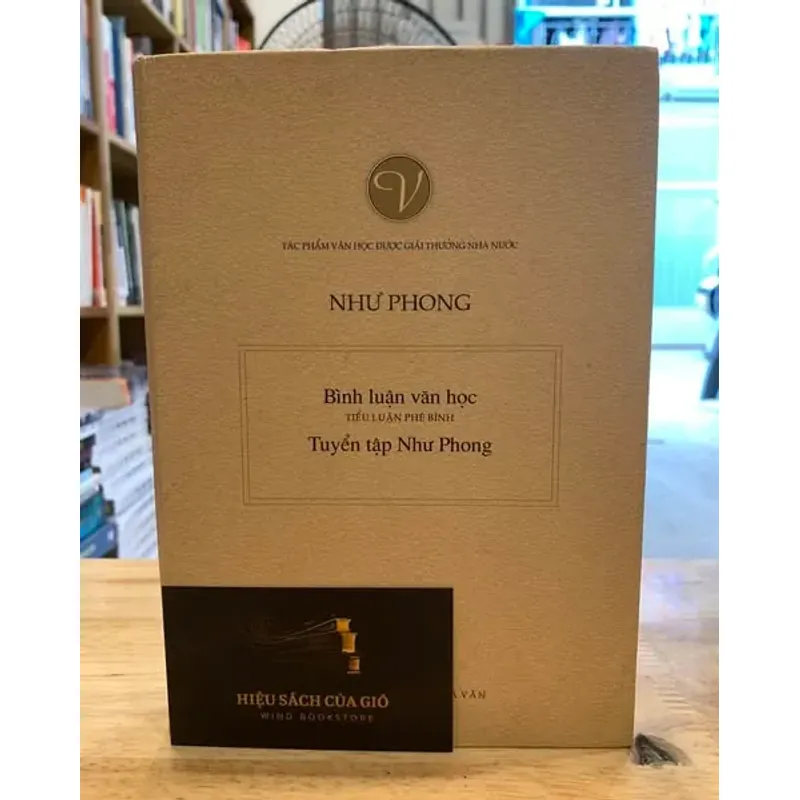 V
TÁC PHẨM VĂN HỌC ĐƯỢC GIẢI THƯỞNG NHÀ NƯỚC
NHƯ PHONG
Bình luận văn học
TIỂU LUẬN PHÊ BÌNH
Tuyển tập Như Phong
VĂN
HIỆU SÁCH CỦA GIÓ
WIND BOOKSTORE